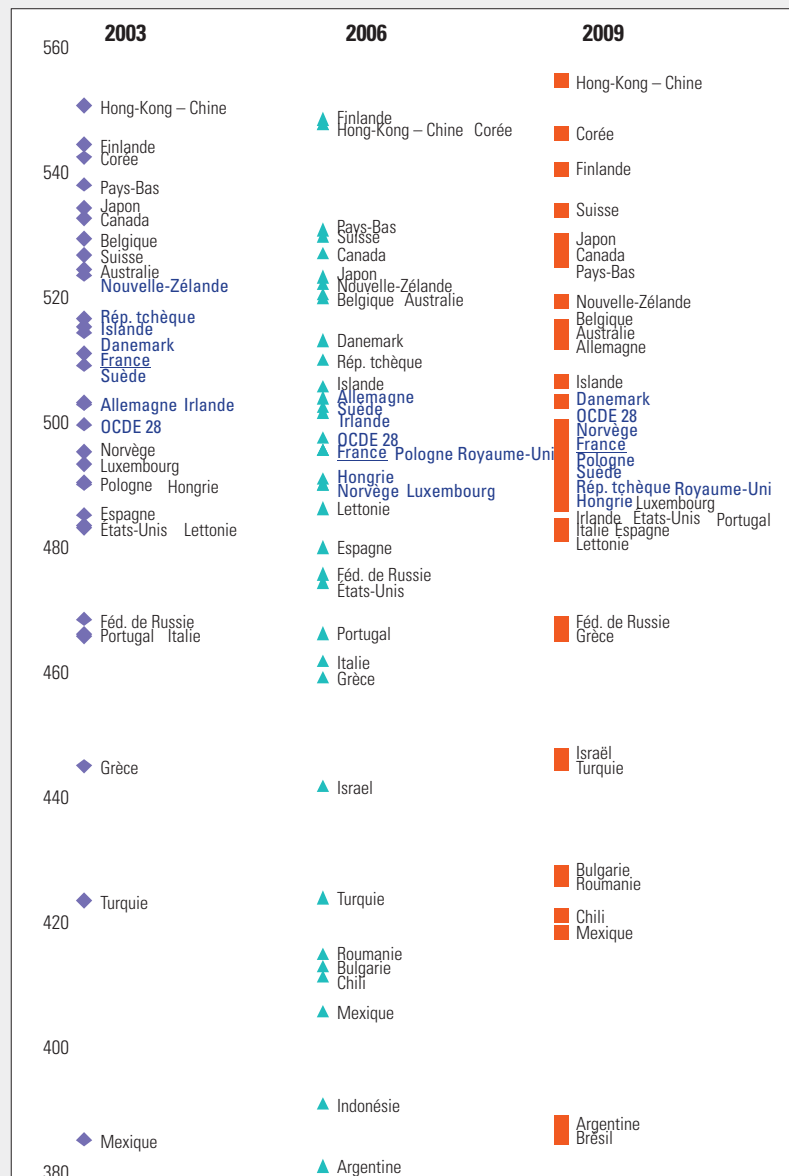 2003 2006 2009
560
Hong-Kong – Chine
Finlande
Corée
540
Pays-Bas
Japon
Canada
Belgique
Suisse
Australie
Nouvelle-Zélande
520
Rép. tchèque
Islande
Danemark
France
Suède
Allemagne Irlande
500
OCDE 28
Norvège
Luxembourg
Pologne Hongrie
Espagne
États-Unis Lettonie
480
Féd. de Russie
Portugal Italie
460
Grèce
440
Turquie
420
400
Mexique
380
Finlande
Hong-Kong – Chine Corée
Pays-Bas
Suisse
Canada
Japon
Nouvelle-Zélande
Belgique Australie
Danemark
Rép. tchèque
Islande
Allemagne
Suède
Irlande
OCDE 28
France Pologne Royaume-Uni
Hongrie
Norvège Luxembourg
Lettonie
Espagne
Féd. de Russie
États-Unis
Portugal
Italie
Grèce
Israel
Turquie
Roumanie
Bulgarie
Chili
Mexique
Indonésie
Argentine
Hong-Kong – Chine
Corée
Finlande
Suisse
Japon
Canada
Pays-Bas
Nouvelle-Zélande
Belgique
Australie
Allemagne
Islande
Danemark
OCDE 28
Norvège
France
Pologne
Suède
Rép. tchèque Royaume-Uni
Hongrie Luxembourg
Irlande États-Unis Portugal
Italie Espagne
Lettonie
Féd. de Russie
Grèce
Israël
Turquie
Bulgarie
Roumanie
Chili
Mexique
Argentine
Brésil